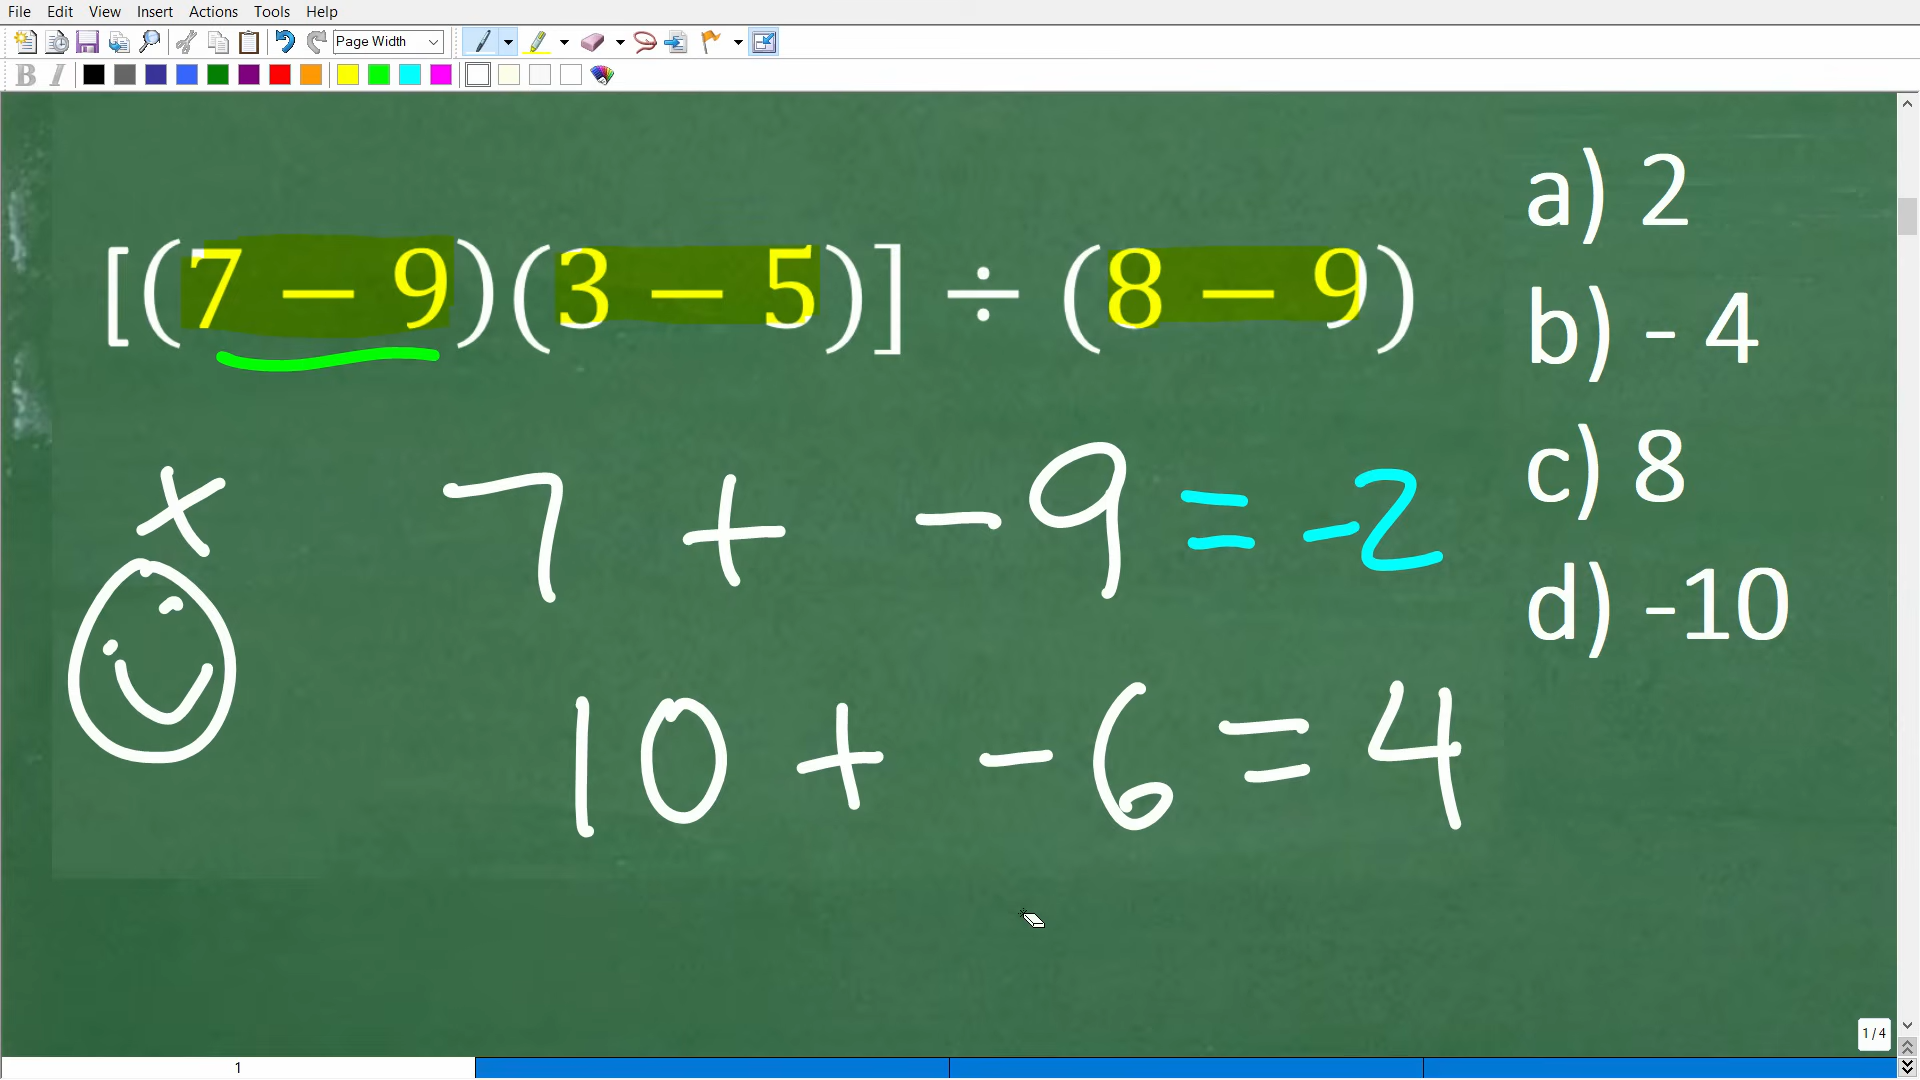 File Edit View Insert Actions Tools Help
Page Width
B I
[(7 − 9)(3 − 5)] ÷ (8 − 9)
a) 2
b) - 4
c) 8
d) -10
x 7 + -9 = -2
10 + -6 = 4
1 / 4
1